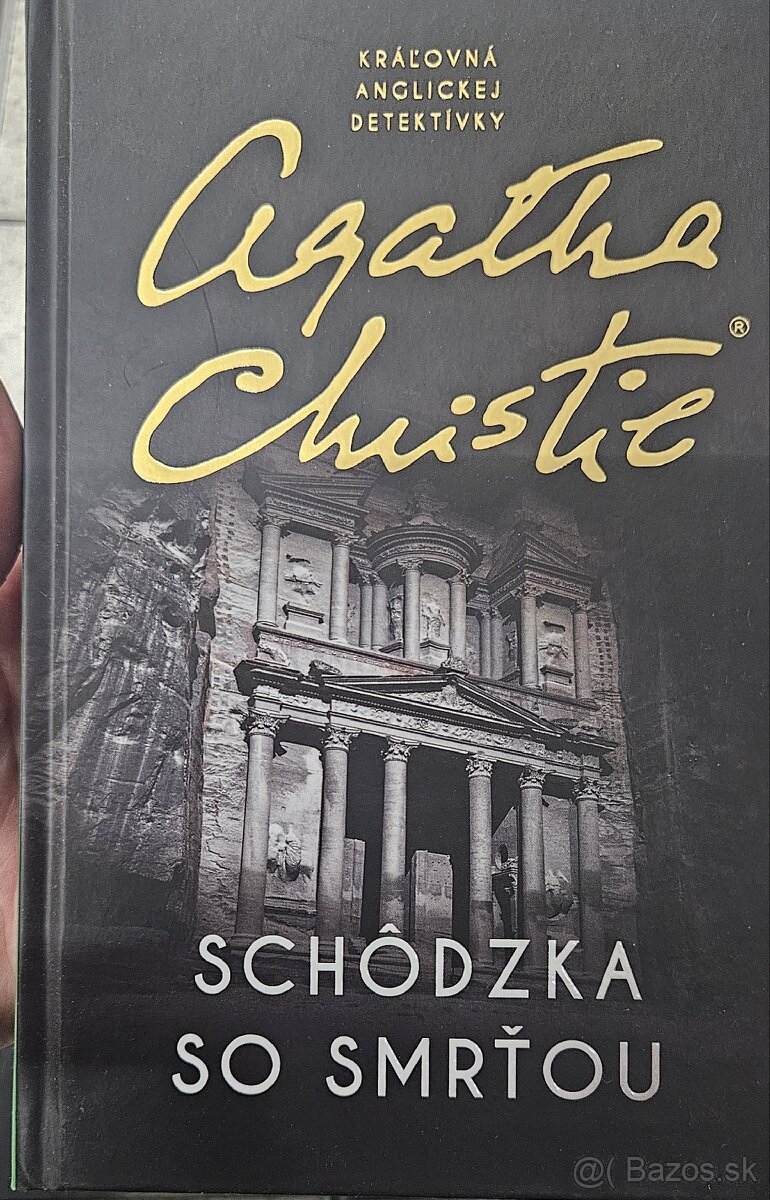 KRÁĽOVNÁ
ANGLICKEJ
DETEKTÍVKY
Agatha
Christie®
SCHÔDZKA
SO SMRŤOU
@( Bazos.sk